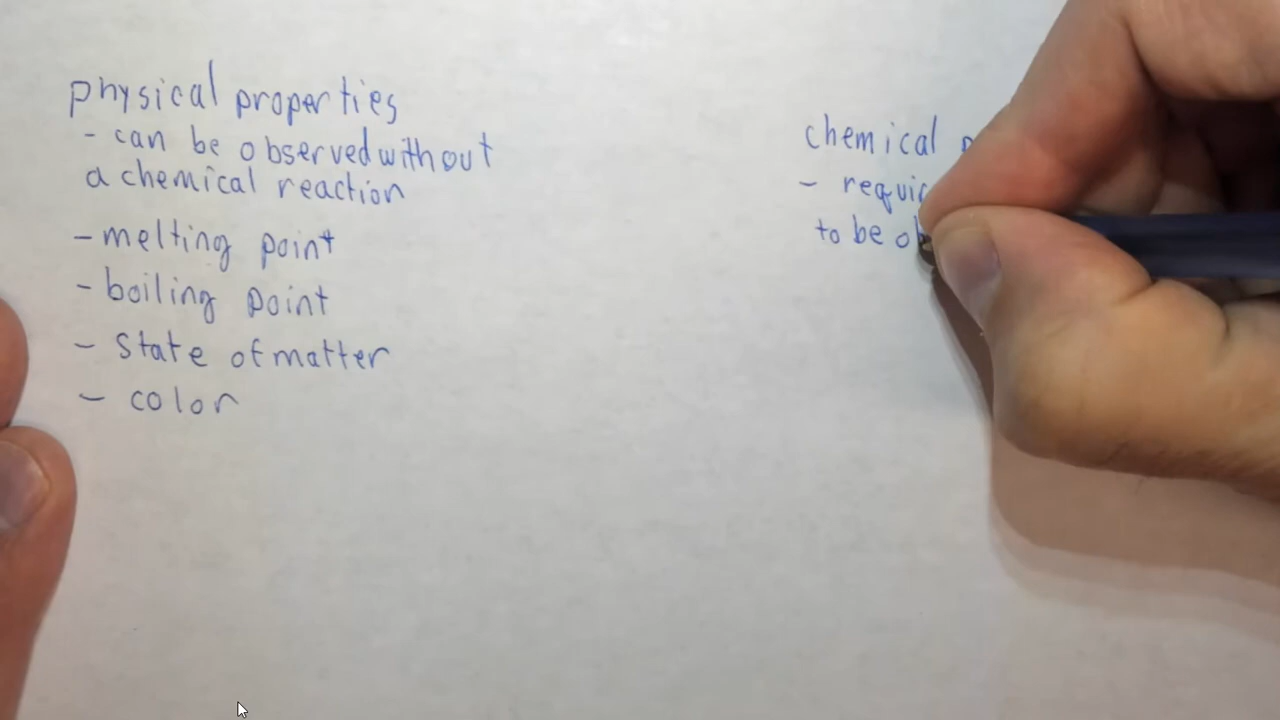 physical properties
- can be observed without
a chemical reaction
- melting point
- boiling point
- state of matter
- color
chemical
-
to be